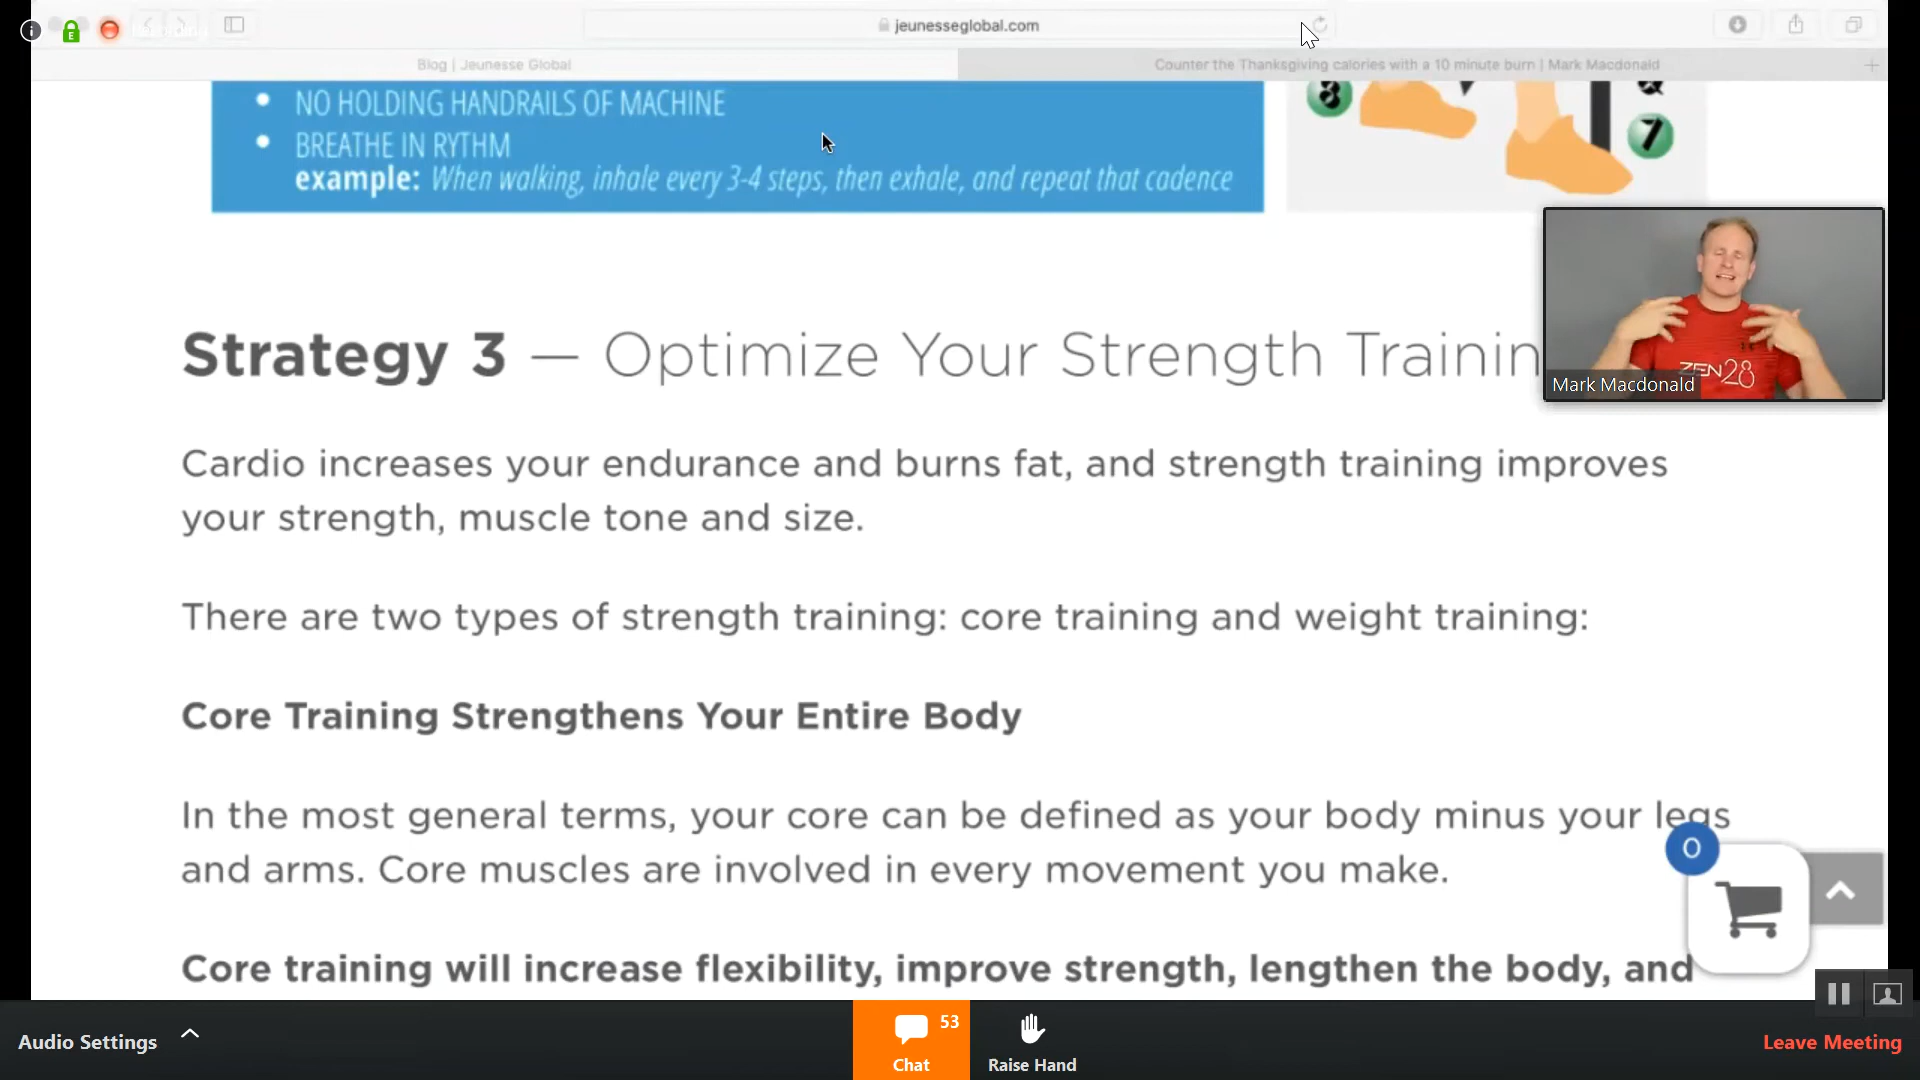 jeunesseglobal.com
Blog | Jeunesse Global
Counter the Thanksgiving calories with a 10 minute burn | Mark Macdonald
NO HOLDING HANDRAILS OF MACHINE
BREATHE IN RYTHM
example: When walking, inhale every 3-4 steps, then exhale, and repeat that cadence
8
&
7
Strategy 3 — Optimize Your Strength Trainin
ZEN28
Mark Macdonald
Cardio increases your endurance and burns fat, and strength training improves
your strength, muscle tone and size.
There are two types of strength training: core training and weight training:
Core Training Strengthens Your Entire Body
In the most general terms, your core can be defined as your body minus your legs
and arms. Core muscles are involved in every movement you make.
0
Core training will increase flexibility, improve strength, lengthen the body, and
Audio Settings
53
Chat
Raise Hand
Leave Meeting